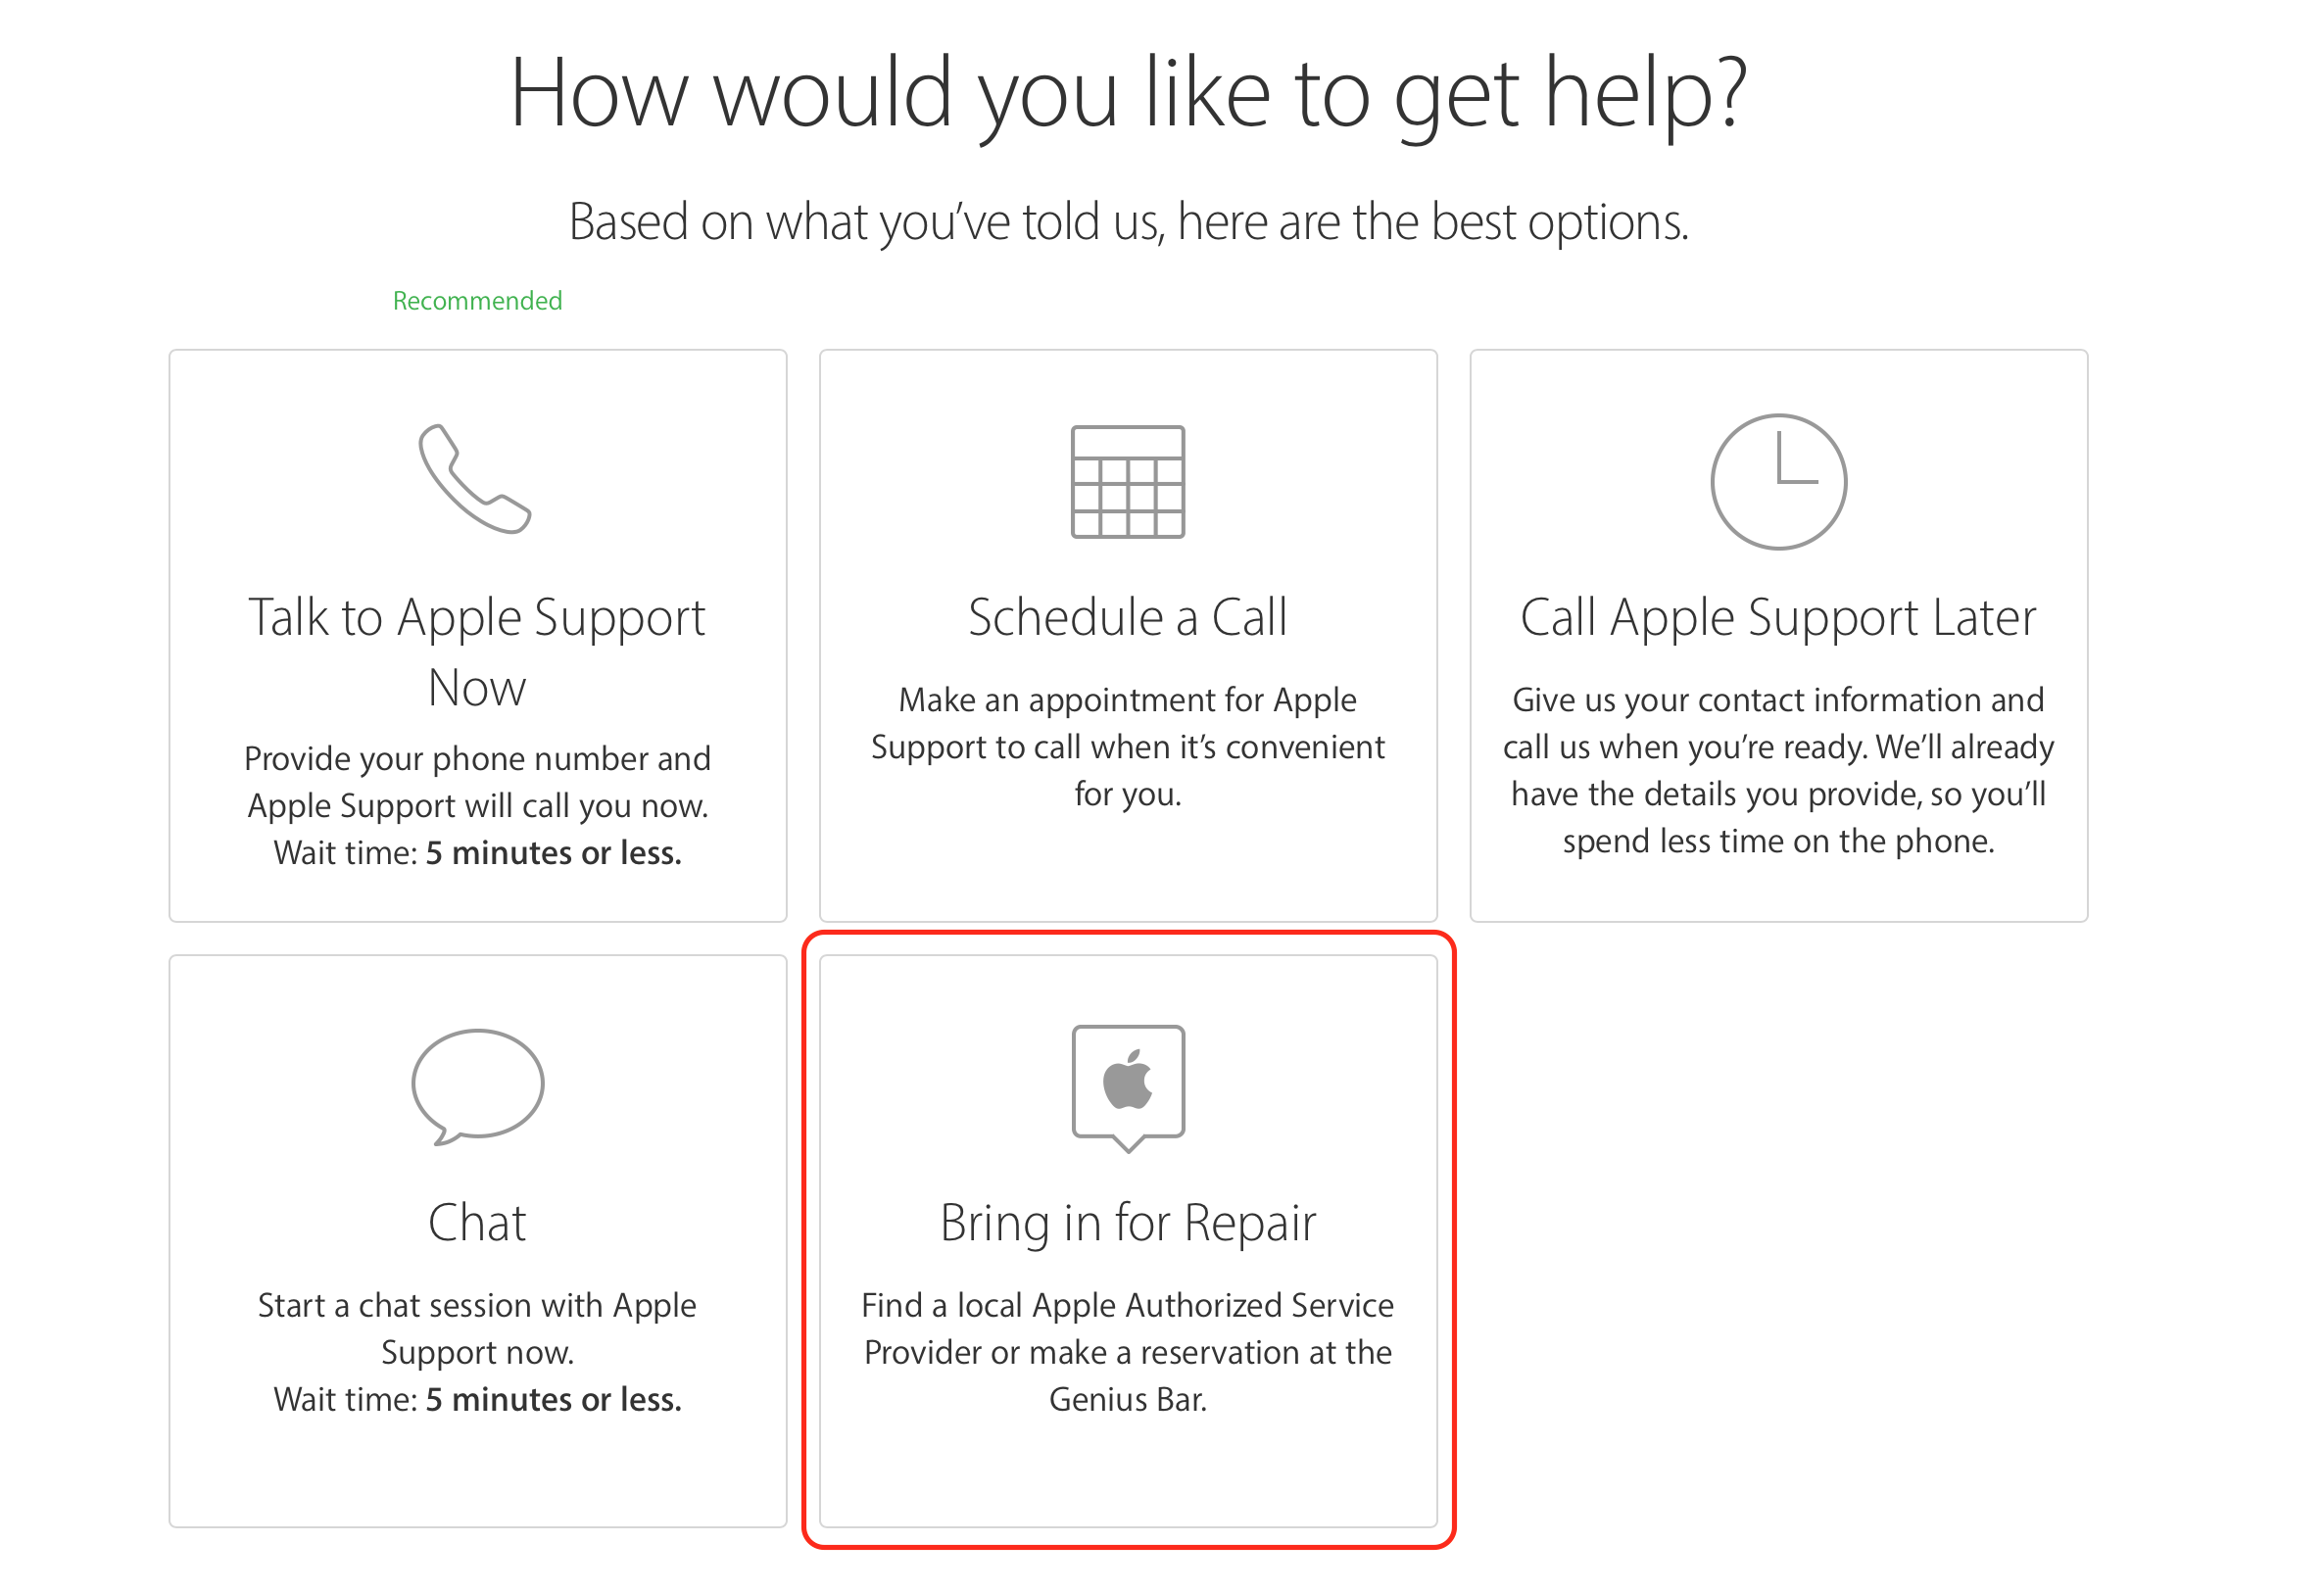 How would you like to get help?
Based on what you’ve told us, here are the best options.
Recommended
Talk to Apple Support
Now
Provide your phone number and
Apple Support will call you now.
Wait time: 5 minutes or less.
Schedule a Call
Make an appointment for Apple
Support to call when it’s convenient
for you.
Call Apple Support Later
Give us your contact information and
call us when you’re ready. We’ll already
have the details you provide, so you’ll
spend less time on the phone.
Chat
Start a chat session with Apple
Support now.
Wait time: 5 minutes or less.
Bring in for Repair
Find a local Apple Authorized Service
Provider or make a reservation at the
Genius Bar.